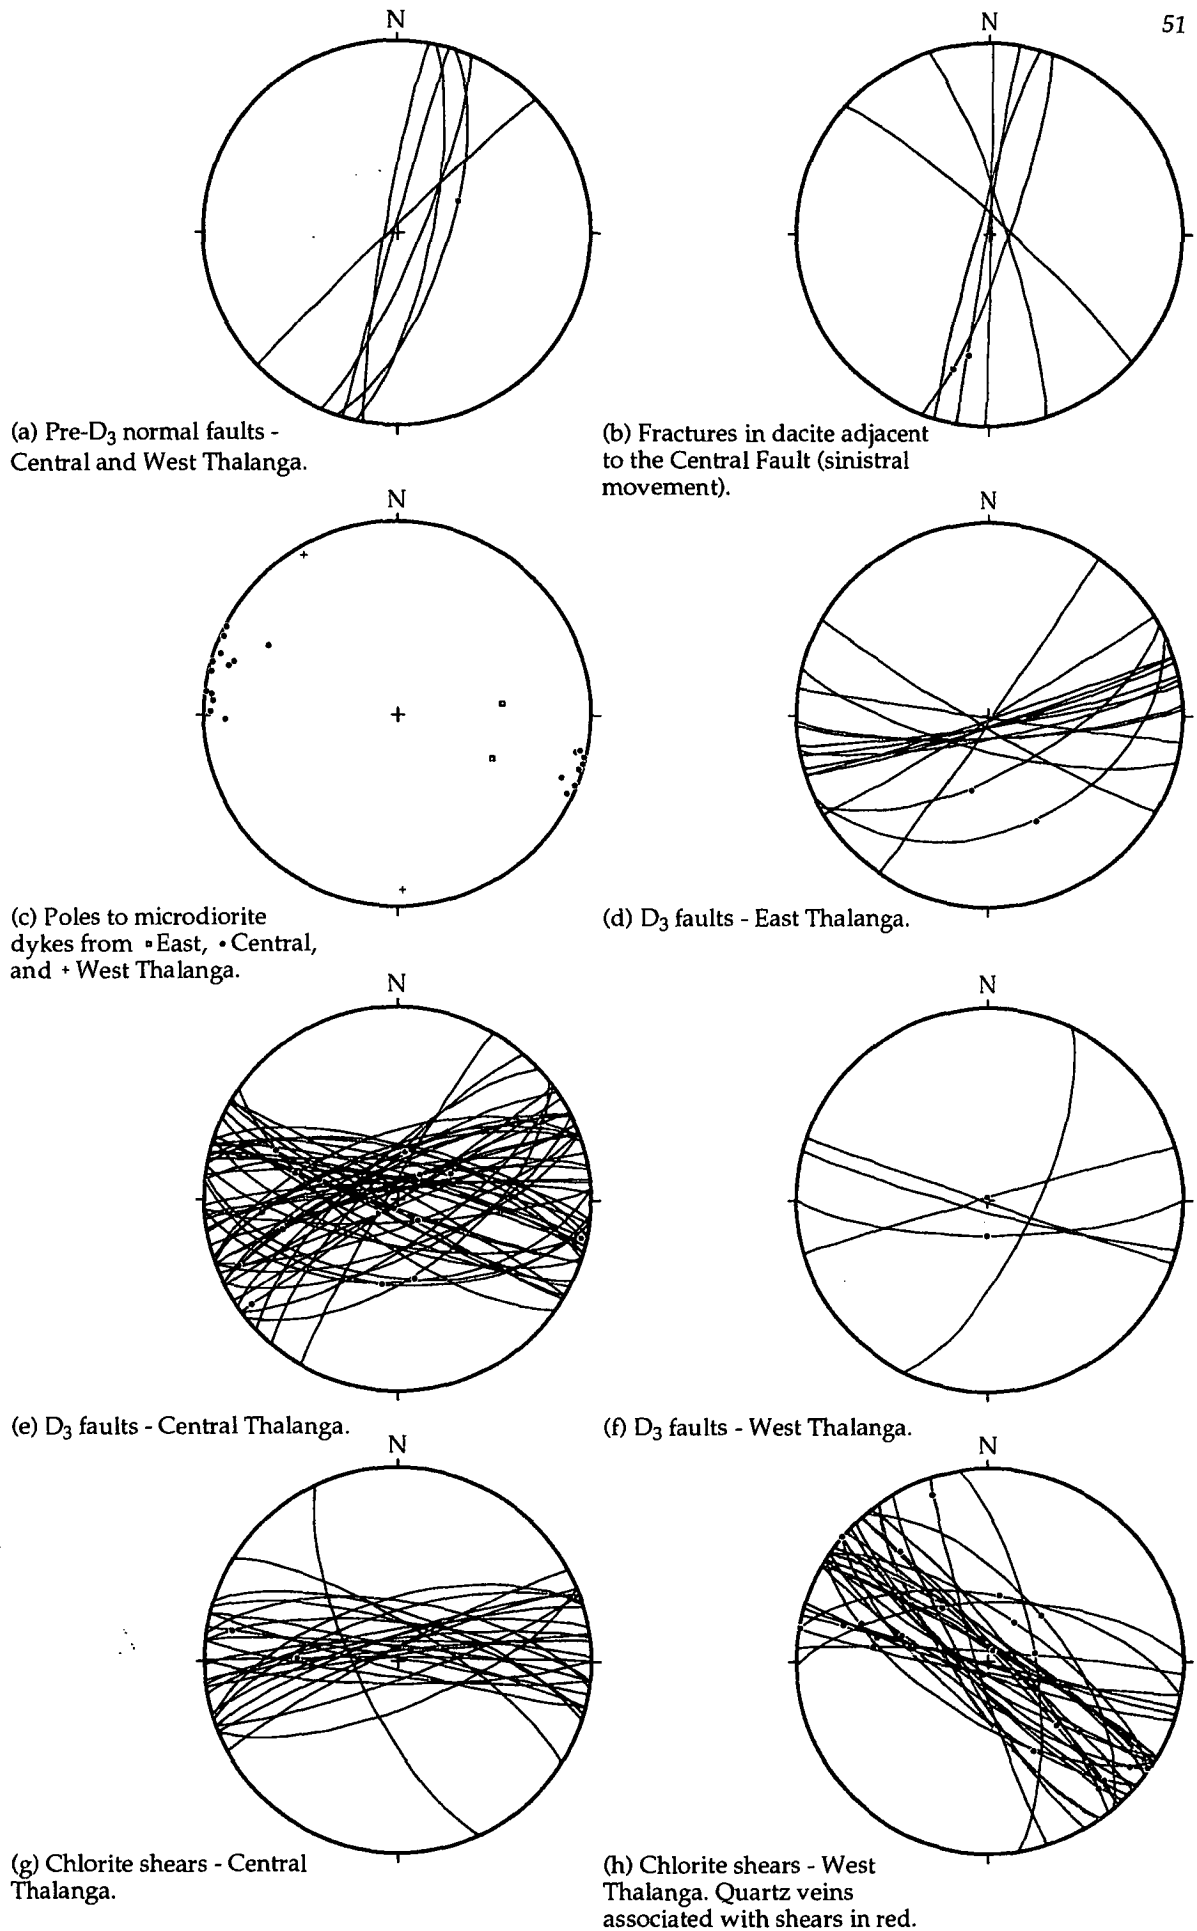 51
N
N
(a) Pre-D3 normal faults -
Central and West Thalanga.
(b) Fractures in dacite adjacent
to the Central Fault (sinistral
movement).
N
N
(c) Poles to microdiorite
dykes from ▫East, •Central,
and + West Thalanga.
(d) D3 faults - East Thalanga.
N
N
(e) D3 faults - Central Thalanga.
(f) D3 faults - West Thalanga.
N
N
(g) Chlorite shears - Central
Thalanga.
(h) Chlorite shears - West
Thalanga. Quartz veins
associated with shears in red.